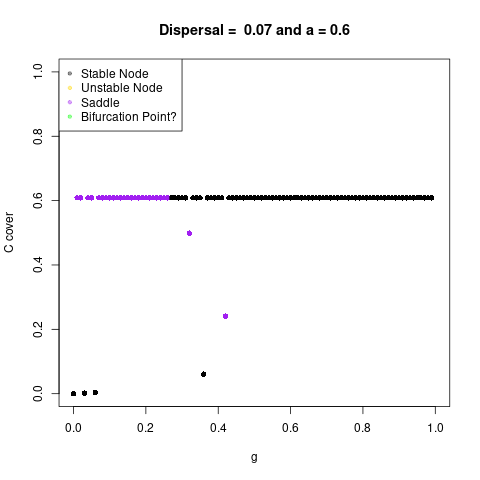 Dispersal =  0.07 and a = 0.6
Stable Node
Unstable Node
Saddle
Bifurcation Point?
C cover
1.0
0.8
0.6
0.4
0.2
0.0
0.0 0.2 0.4 0.6 0.8 1.0
g